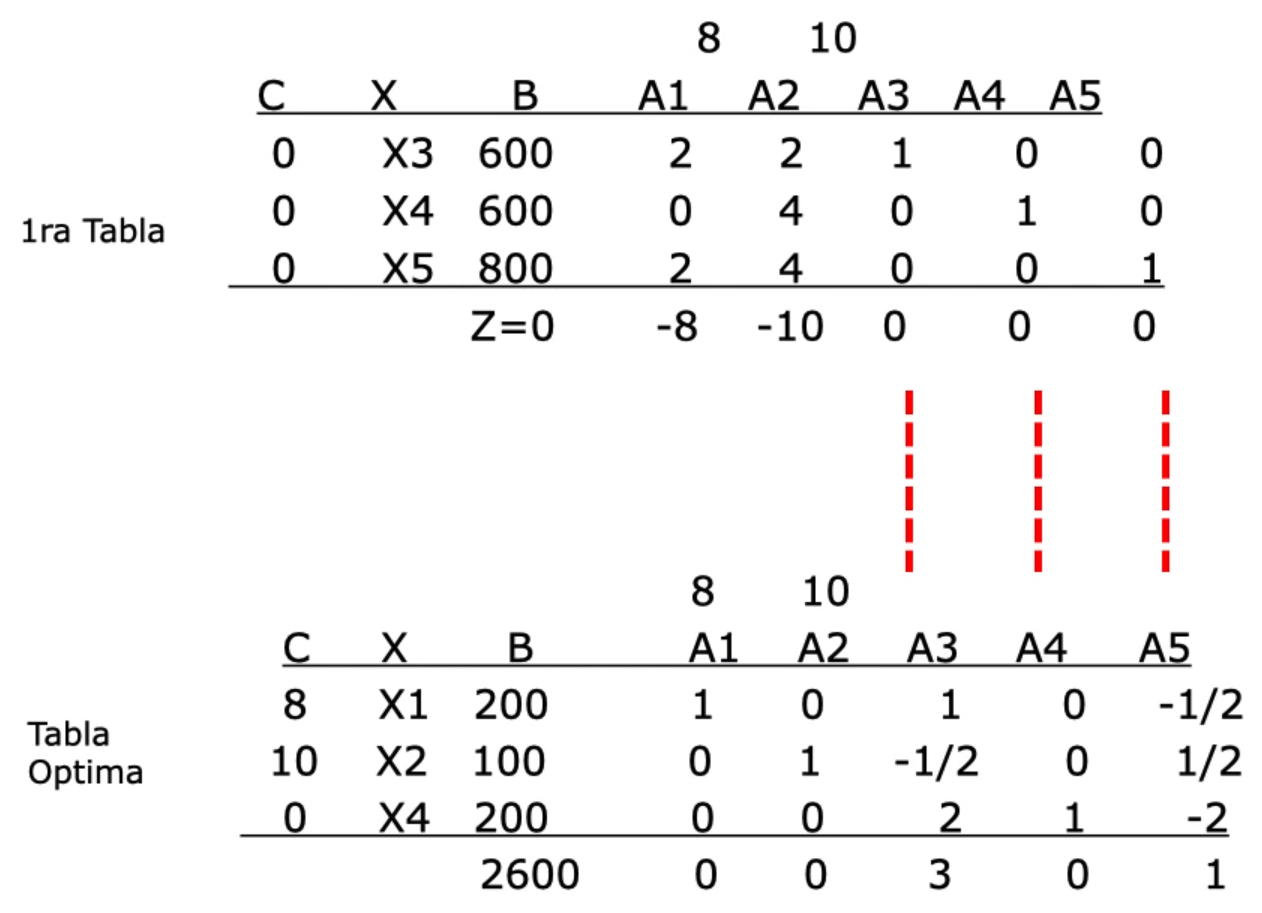 8 10
C X B A1 A2 A3 A4 A5
0 X3 600 2 2 1 0 0
0 X4 600 0 4 0 1 0
1ra Tabla
0 X5 800 2 4 0 0 1
Z=0 -8 -10 0 0 0
8 10
C X B A1 A2 A3 A4 A5
8 X1 200 1 0 1 0 -1/2
Tabla
10 X2 100 0 1 -1/2 0 1/2
Optima
0 X4 200 0 0 2 1 -2
2600 0 0 3 0 1